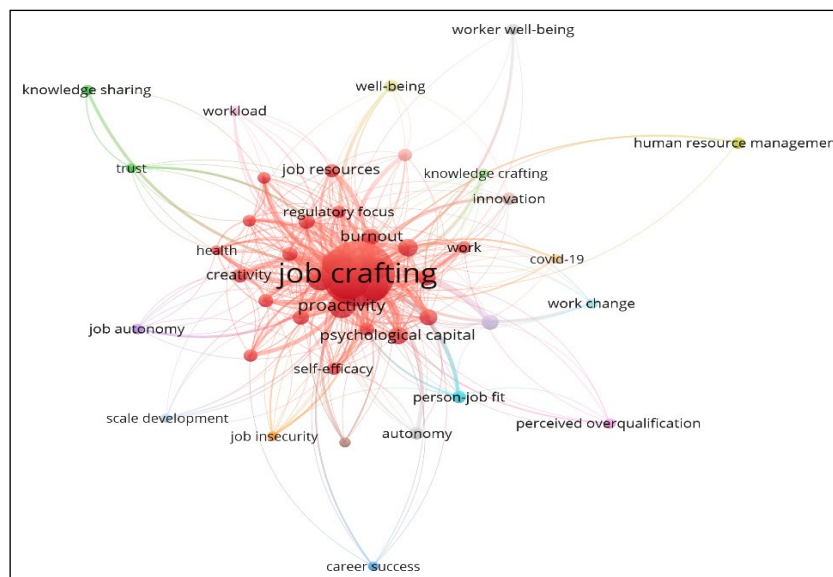 worker well-being
knowledge sharing
well-being
workload
human resource management
trust
job resources
knowledge crafting
innovation
regulatory focus
burnout
health
work
covid-19
creativity
job crafting
work change
proactivity
job autonomy
psychological capital
self-efficacy
person-job fit
scale development
perceived overqualification
job insecurity
autonomy
career success